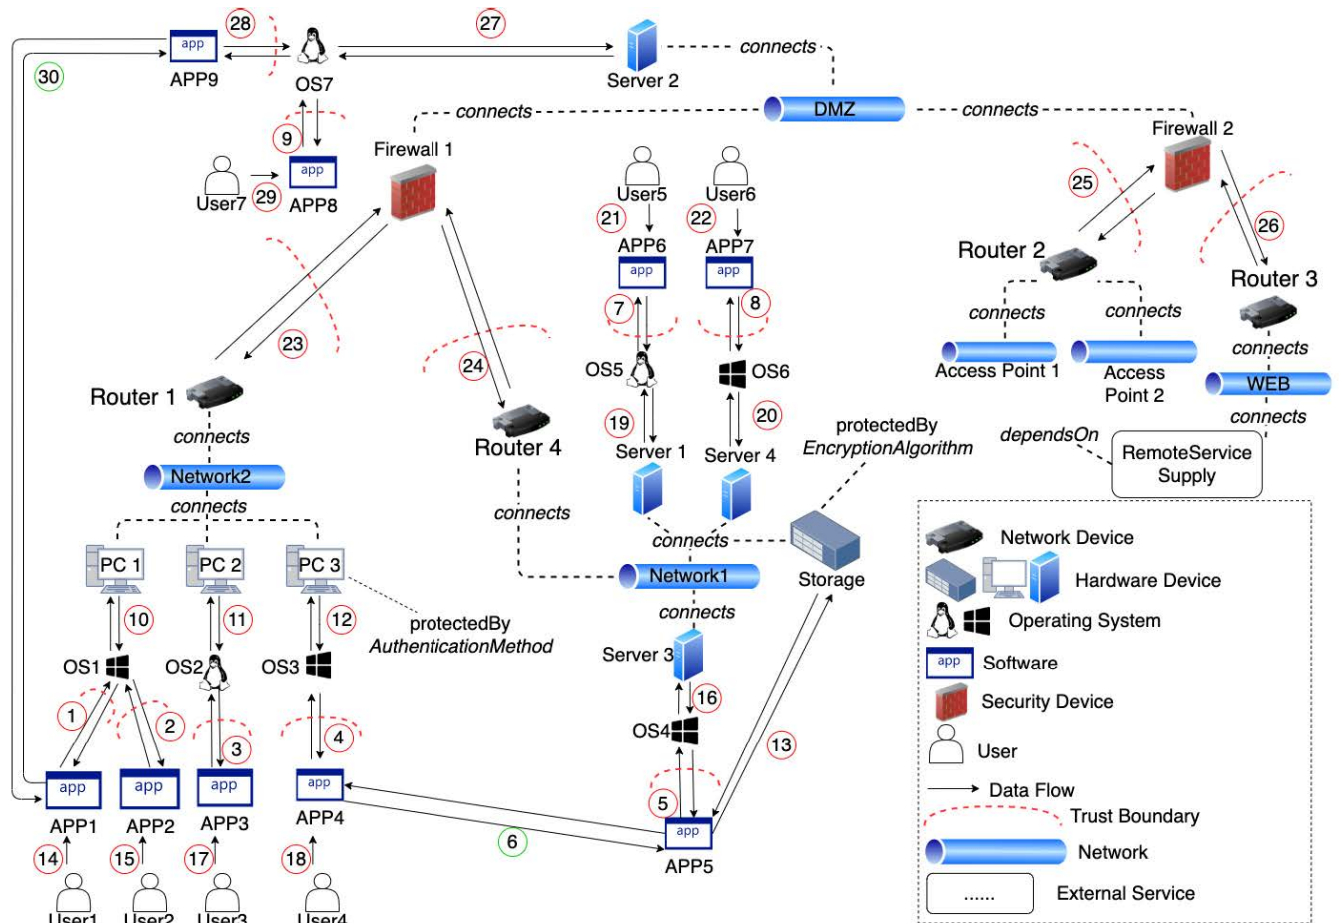 28
27
connects
app
30
APP9
OS7
Server 2
connects
DMZ
connects
Firewall 2
9
Firewall 1
app
User7
29
APP8
User5
User6
25
21
22
26
APP6
APP7
app
app
Router 2
Router 3
7
8
connects
connects
23
24
OS5
OS6
connects
Access Point 1
Access
Point 2
WEB
Router 1
19
20
connects
connects
Router 4
Server 1
Server 4
protectedBy
EncryptionAlgorithm
dependsOn
RemoteService
Supply
Network2
connects
connects
connects
Network Device
PC 1
PC 2
PC 3
Network1
Storage
Hardware Device
10
11
12
connects
protectedBy
AuthenticationMethod
Operating System
OS1
OS2
OS3
Server 3
app
Software
16
1
2
3
4
OS4
13
Security Device
User
app
app
app
app
5
Data Flow
APP1
APP2
APP3
APP4
6
app
APP5
Trust Boundary
14
15
17
18
Network
......
External Service
User1
User2
User3
User4